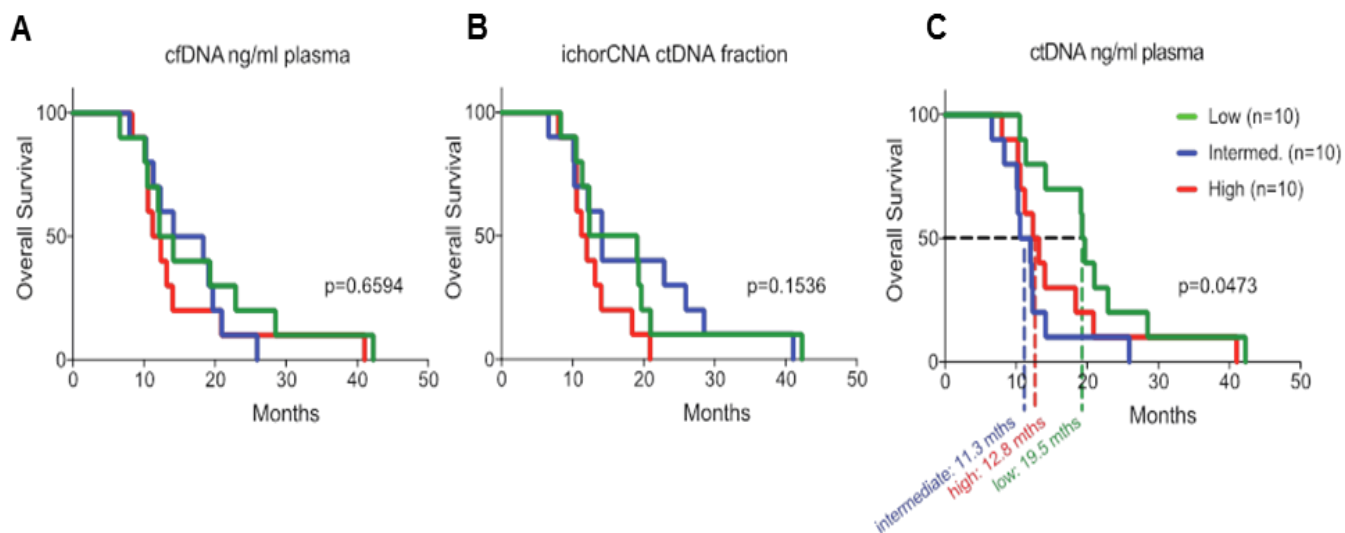 A
cfDNA ng/ml plasma
Overall Survival
100
50
0
0 10 20 30 40 50
Months
p=0.6594
B
ichorCNA ctDNA fraction
Overall Survival
100
50
0
0 10 20 30 40 50
Months
p=0.1536
C
ctDNA ng/ml plasma
Overall Survival
100
50
0
0 10 20 30 40 50
Months
Low (n=10)
Intermed. (n=10)
High (n=10)
p=0.0473
intermediate: 11.3 mths
high: 12.8 mths
low: 19.5 mths